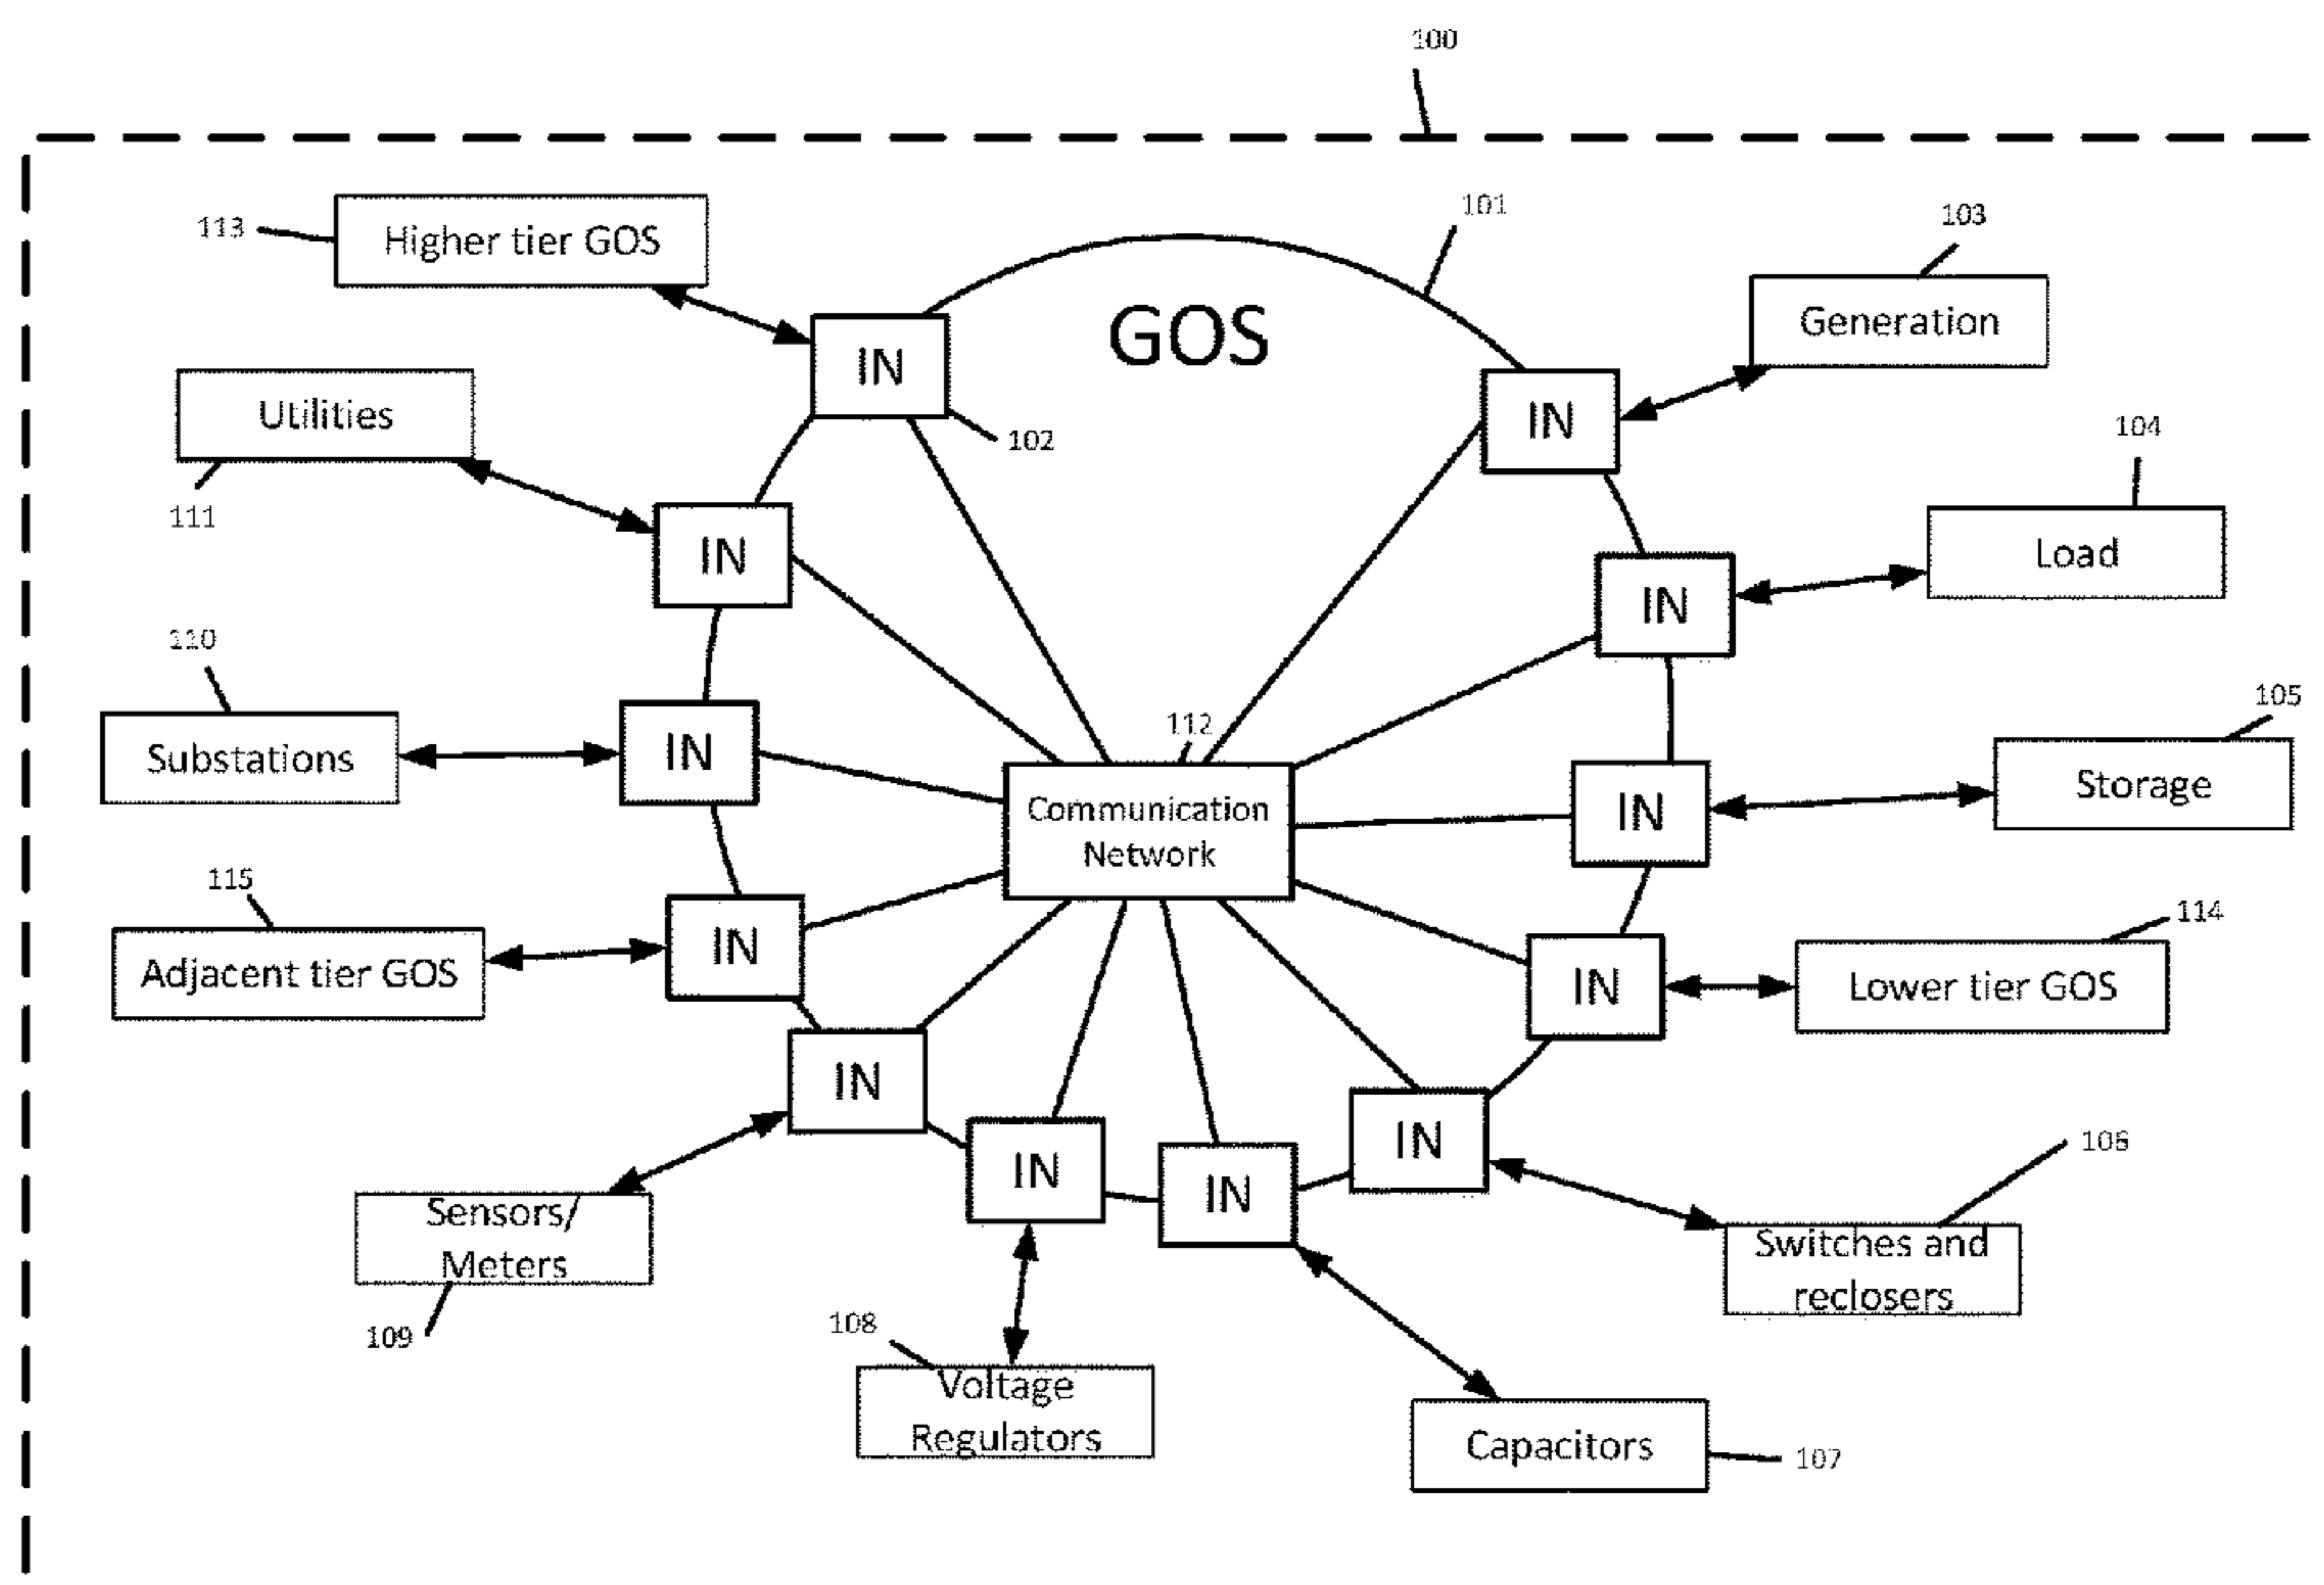 100
101
103
113
Higher tier GOS
GOS
Generation
IN
IN
Utilities
102
104
111
IN
Load
IN
110
105
112
Substations
IN
Storage
Communication
Network
IN
115
114
Adjacent tier GOS
IN
IN
Lower tier GOS
IN
IN
106
IN
IN
Sensors/
Meters
Switches and
reclosers
109
108
Voltage
Regulators
Capacitors
107